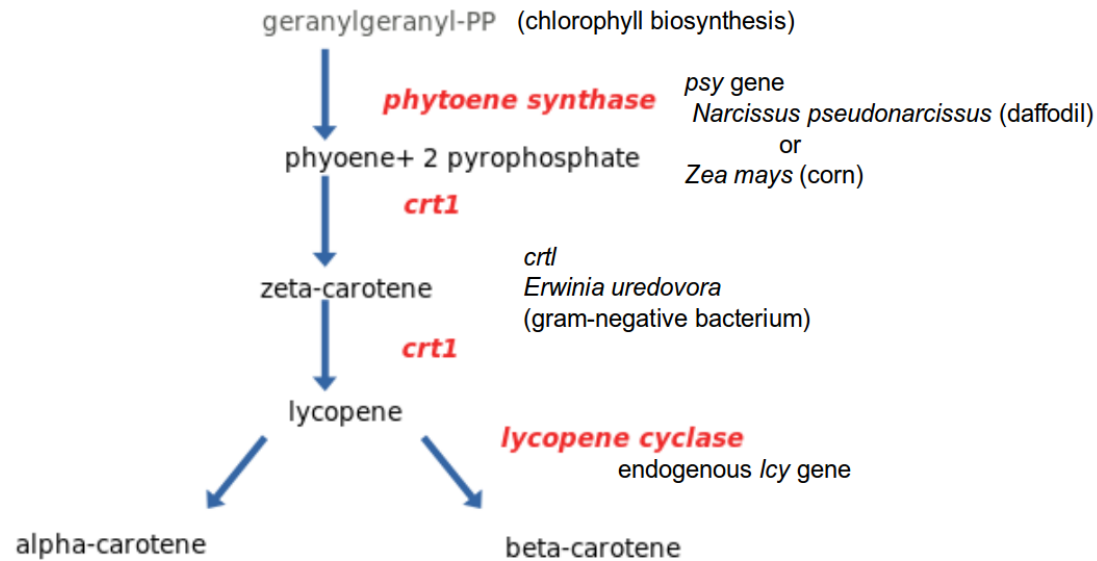 geranylgeranyl-PP (chlorophyll biosynthesis)
phytoene synthase
psy gene
Narcissus pseudonarcissus (daffodil)
or
Zea mays (corn)
phyoene+ 2 pyrophosphate
crt1
crtl
Erwinia uredovora
(gram-negative bacterium)
zeta-carotene
crt1
lycopene
lycopene cyclase
endogenous lcy gene
alpha-carotene
beta-carotene